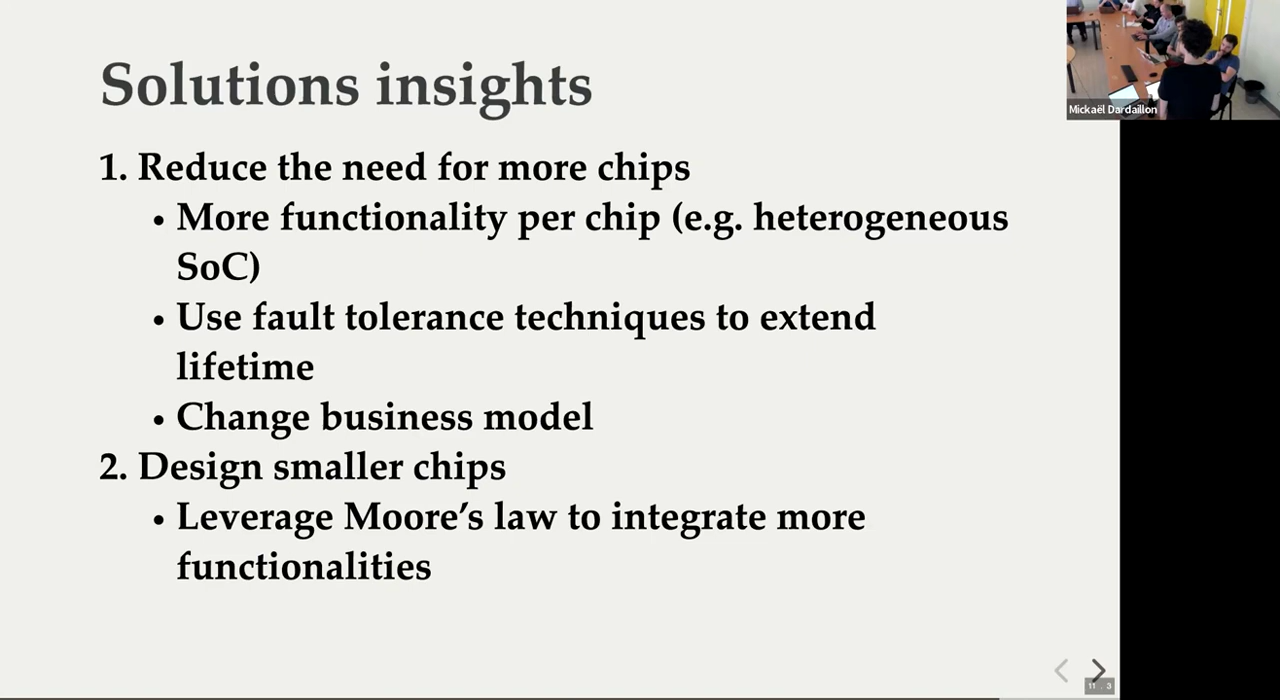 Solutions insights
Mickaël Dardaillon
1. Reduce the need for more chips
• More functionality per chip (e.g. heterogeneous
SoC)
• Use fault tolerance techniques to extend
lifetime
• Change business model
2. Design smaller chips
• Leverage Moore’s law to integrate more
functionalities
11 . 3